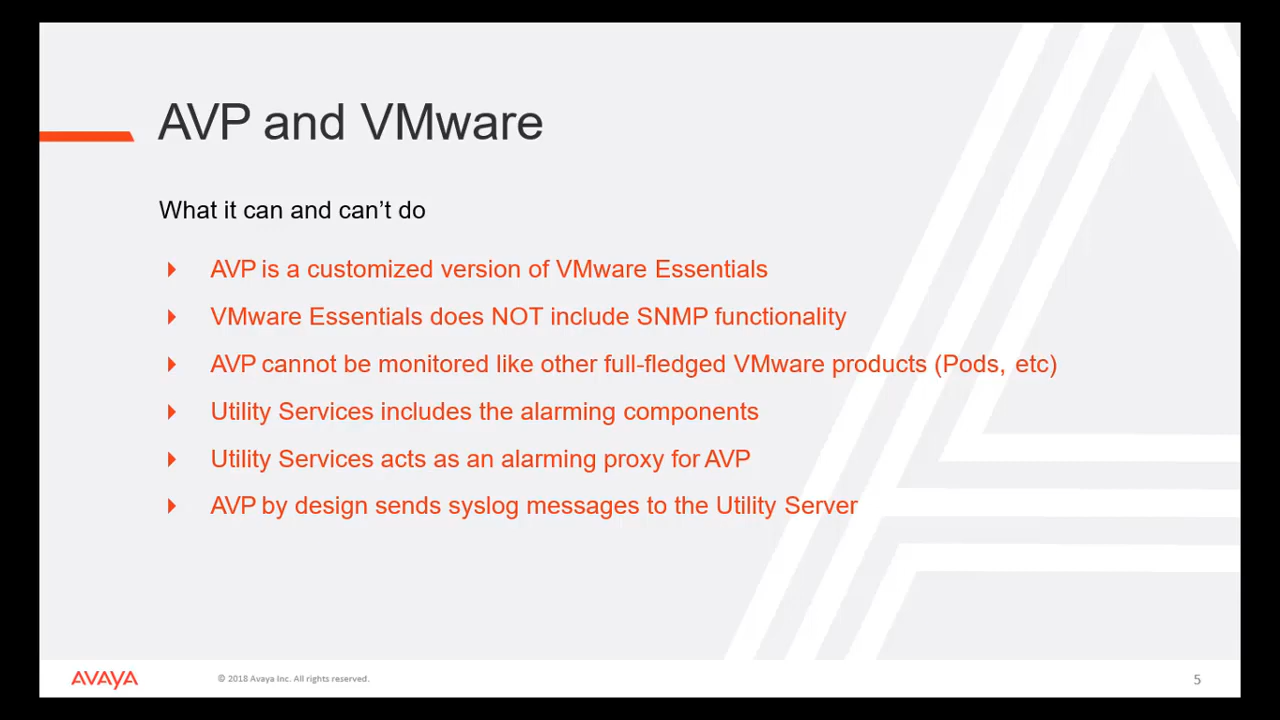 AVP and VMware
What it can and can’t do
AVP is a customized version of VMware Essentials
VMware Essentials does NOT include SNMP functionality
AVP cannot be monitored like other full-fledged VMware products (Pods, etc)
Utility Services includes the alarming components
Utility Services acts as an alarming proxy for AVP
AVP by design sends syslog messages to the Utility Server
AVAYA
© 2018 Avaya Inc. All rights reserved.
5